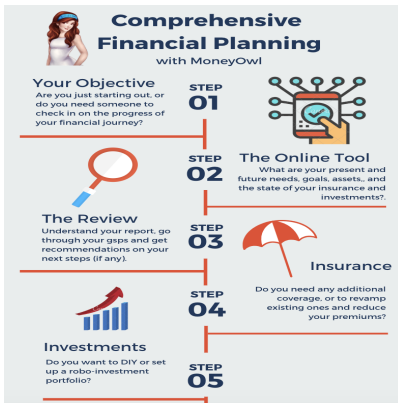 Comprehensive
Financial Planning
with MoneyOwl
Your Objective
Are you just starting out, or
do you need someone to
check in on the progress of
your financial journey?
STEP
01
STEP
02
The Online Tool
What are your present and
future needs, goals, assets,, and
the state of your insurance and
investments?.
The Review
Understand your report, go
through your gsps and get
recommendations on your
next steps (if any).
STEP
03
Insurance
Do you need any additional
coverage, or to revamp
existing ones and reduce
your premiums?
STEP
04
Investments
Do you want to DIY or set
up a robo-investment
portfolio?
STEP
05